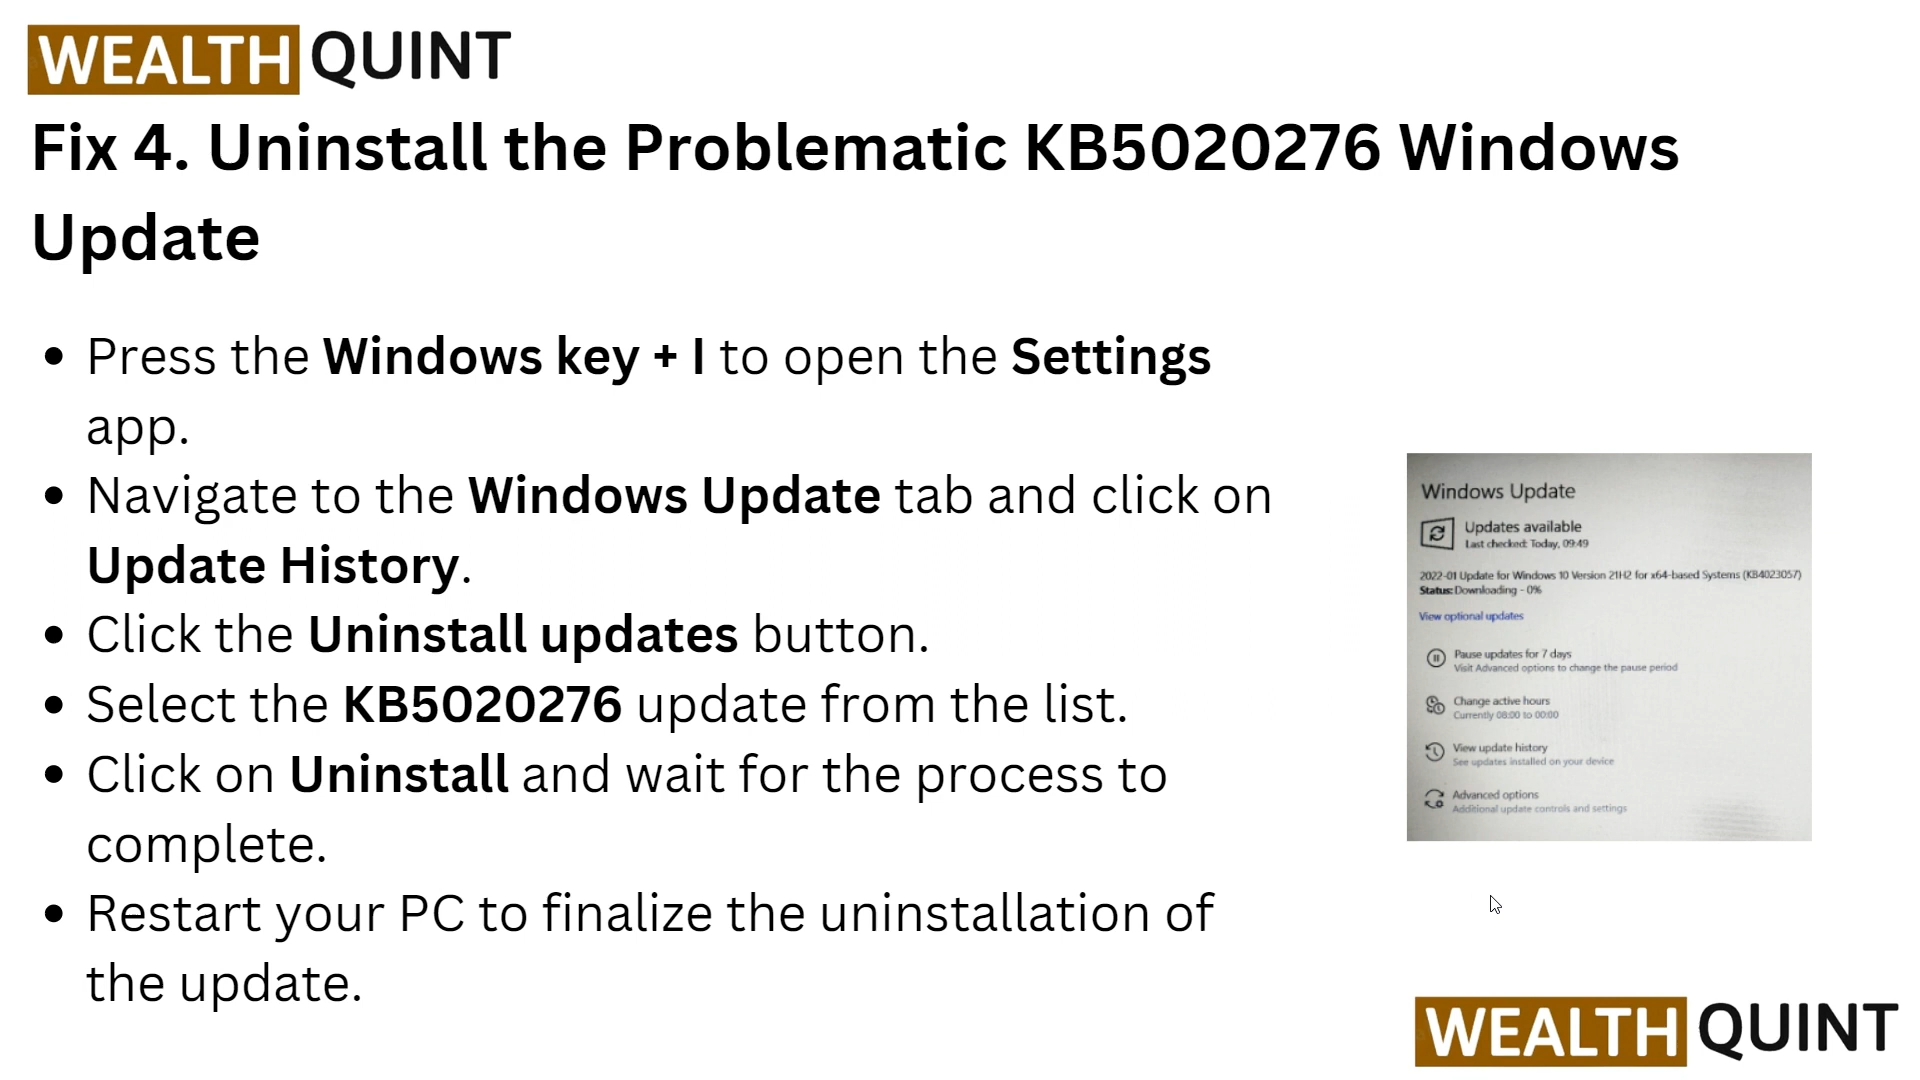 WEALTH QUINT
Fix 4. Uninstall the Problematic KB5020276 Windows
Update
Press the Windows key + I to open the Settings
app.
Navigate to the Windows Update tab and click on
Update History.
Click the Uninstall updates button.
Select the KB5020276 update from the list.
Click on Uninstall and wait for the process to
complete.
Restart your PC to finalize the uninstallation of
the update.
Windows Update
Updates available
Last checked: Today, 09:49
2022-01 Update for Windows 10 Version 21H2 for x64-based Systems (KB4023057)
Status: Downloading - 0%
View optional updates
Pause updates for 7 days
Visit Advanced options to change the pause period
Change active hours
Currently 08:00 to 00:00
View update history
See updates installed on your device
Advanced options
Additional update controls and settings
WEALTH QUINT